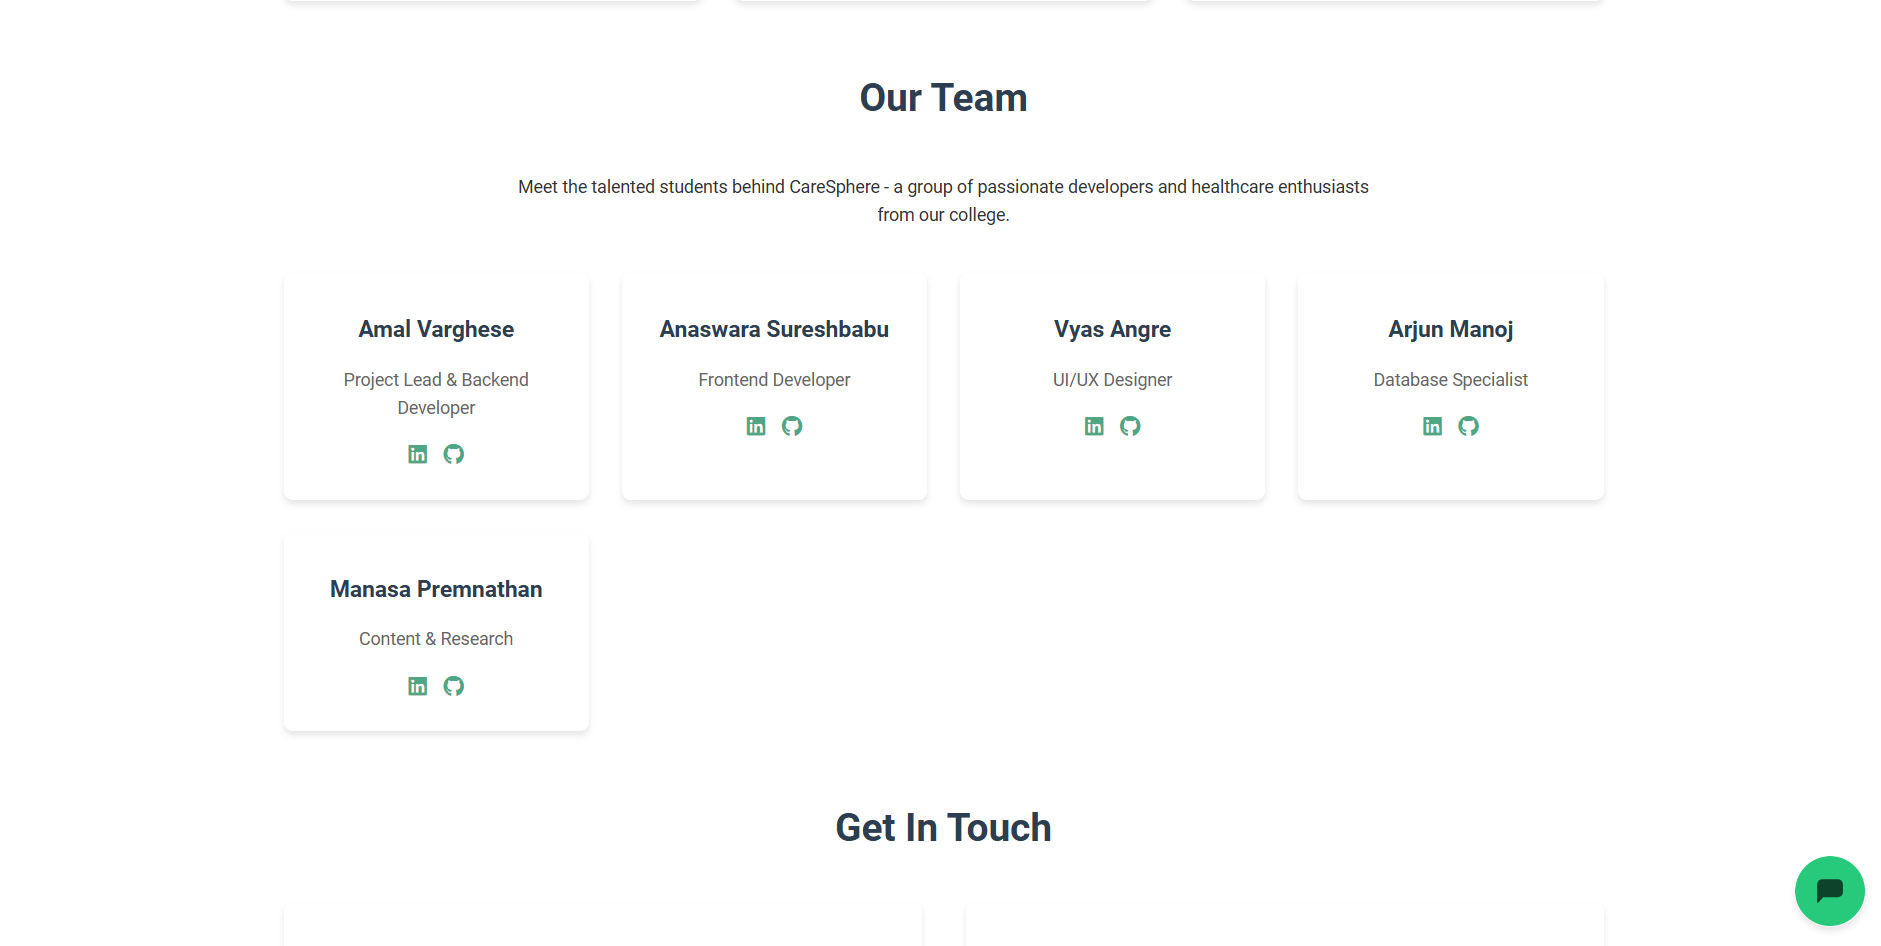 Our Team
Meet the talented students behind CareSphere - a group of passionate developers and healthcare enthusiasts
from our college.
Amal Varghese
Project Lead & Backend
Developer
Anaswara Sureshbabu
Frontend Developer
Vyas Angre
UI/UX Designer
Arjun Manoj
Database Specialist
Manasa Premnathan
Content & Research
Get In Touch